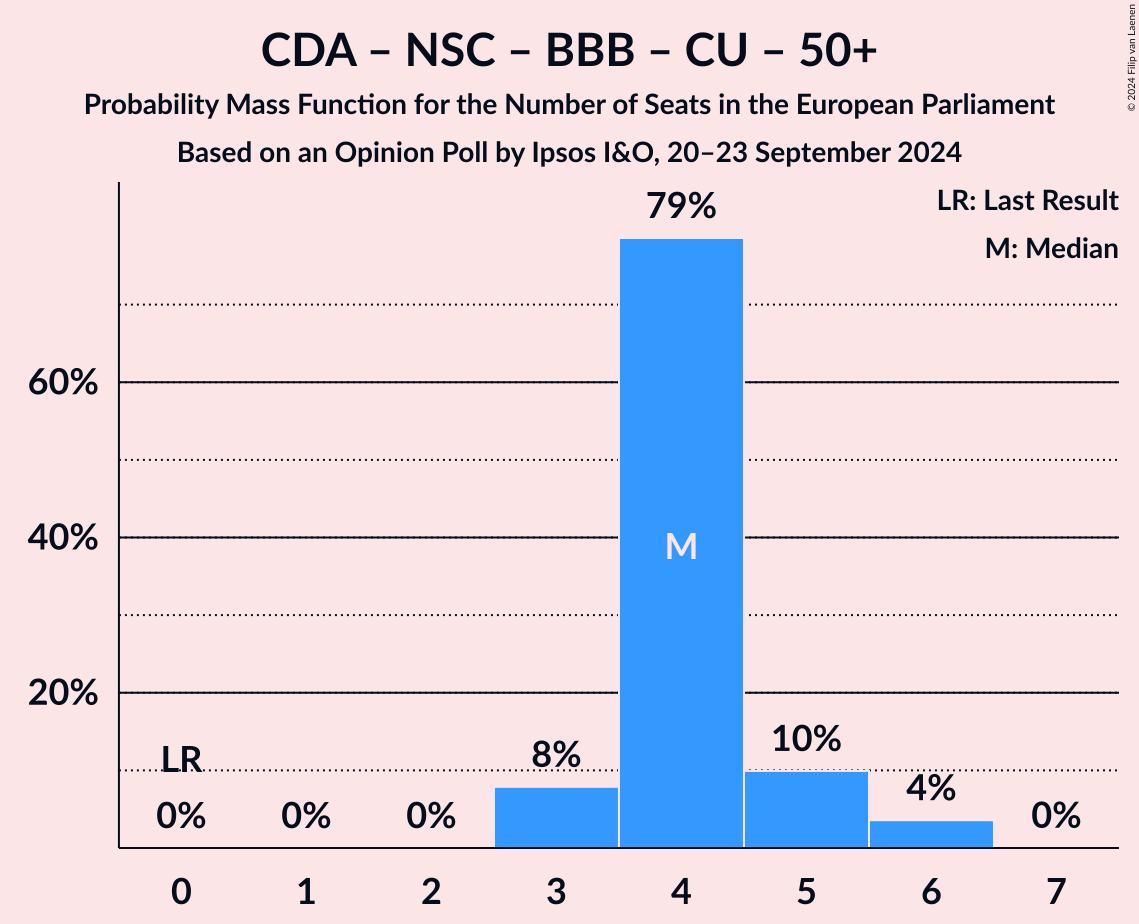 CDA – NSC – BBB – CU – 50+
Probability Mass Function for the Number of Seats in the European Parliament
Based on an Opinion Poll by Ipsos I&O, 20–23 September 2024
© 2024 Filip van Laenen
LR: Last Result
M: Median
79%
60%
40%
M
20%
LR
8%
10%
4%
0%
0%
0%
0%
0
1
2
3
4
5
6
7